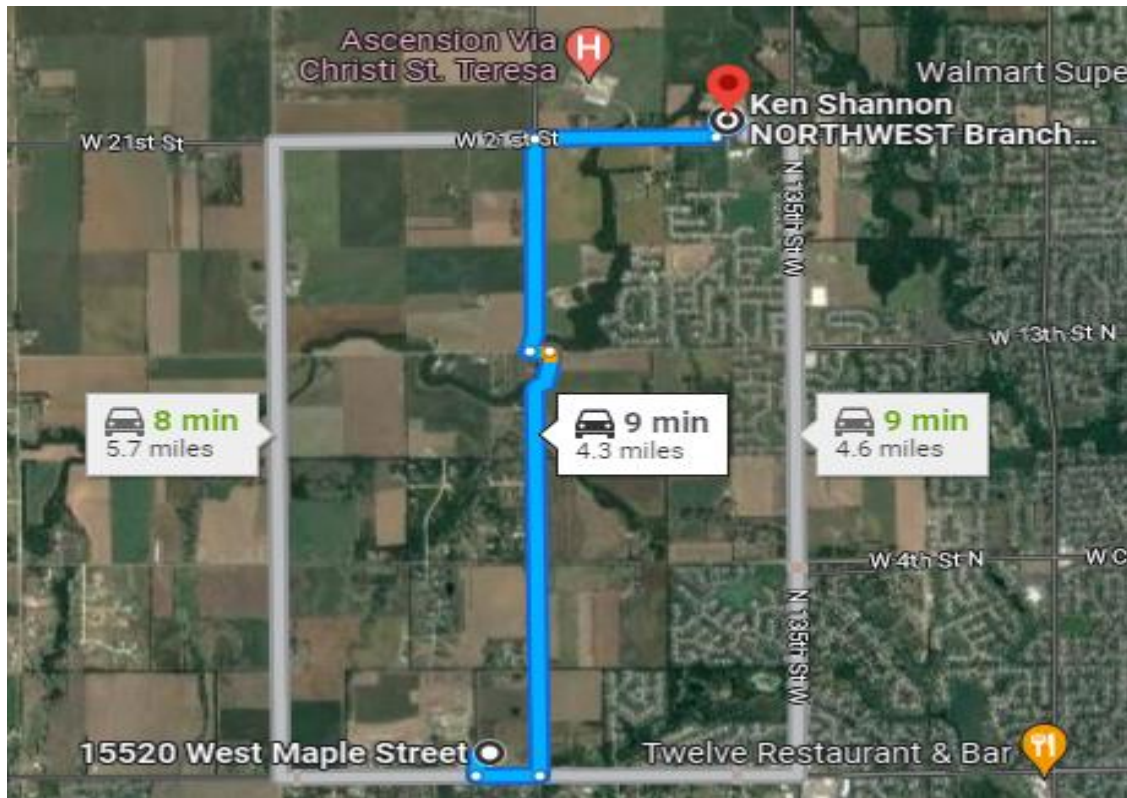 Ascension Via
Christi St. Teresa
H
Walmart Supe
Ken Shannon
NORTHWEST Branch...
W 21st St
W 21st St
N 135th St W
W 13th St N
8 min
5.7 miles
9 min
4.3 miles
9 min
4.6 miles
W 4th St N
W C
N 135th St W
15520 West Maple Street
Twelve Restaurant & Bar